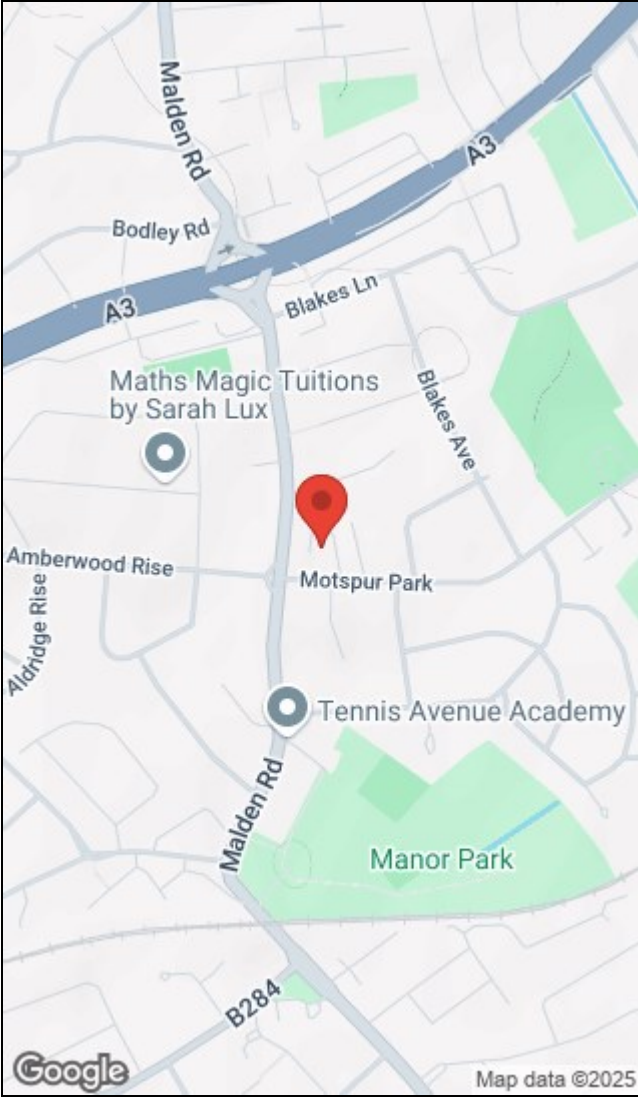 Malden Rd
A3
Bodley Rd
Blakes Ln
A3
Maths Magic Tuitions
by Sarah Lux
Blakes Ave
Amberwood Rise
Motspur Park
Aldridge Rise
Tennis Avenue Academy
Malden Rd
Manor Park
B284
Google
Map data ©2025